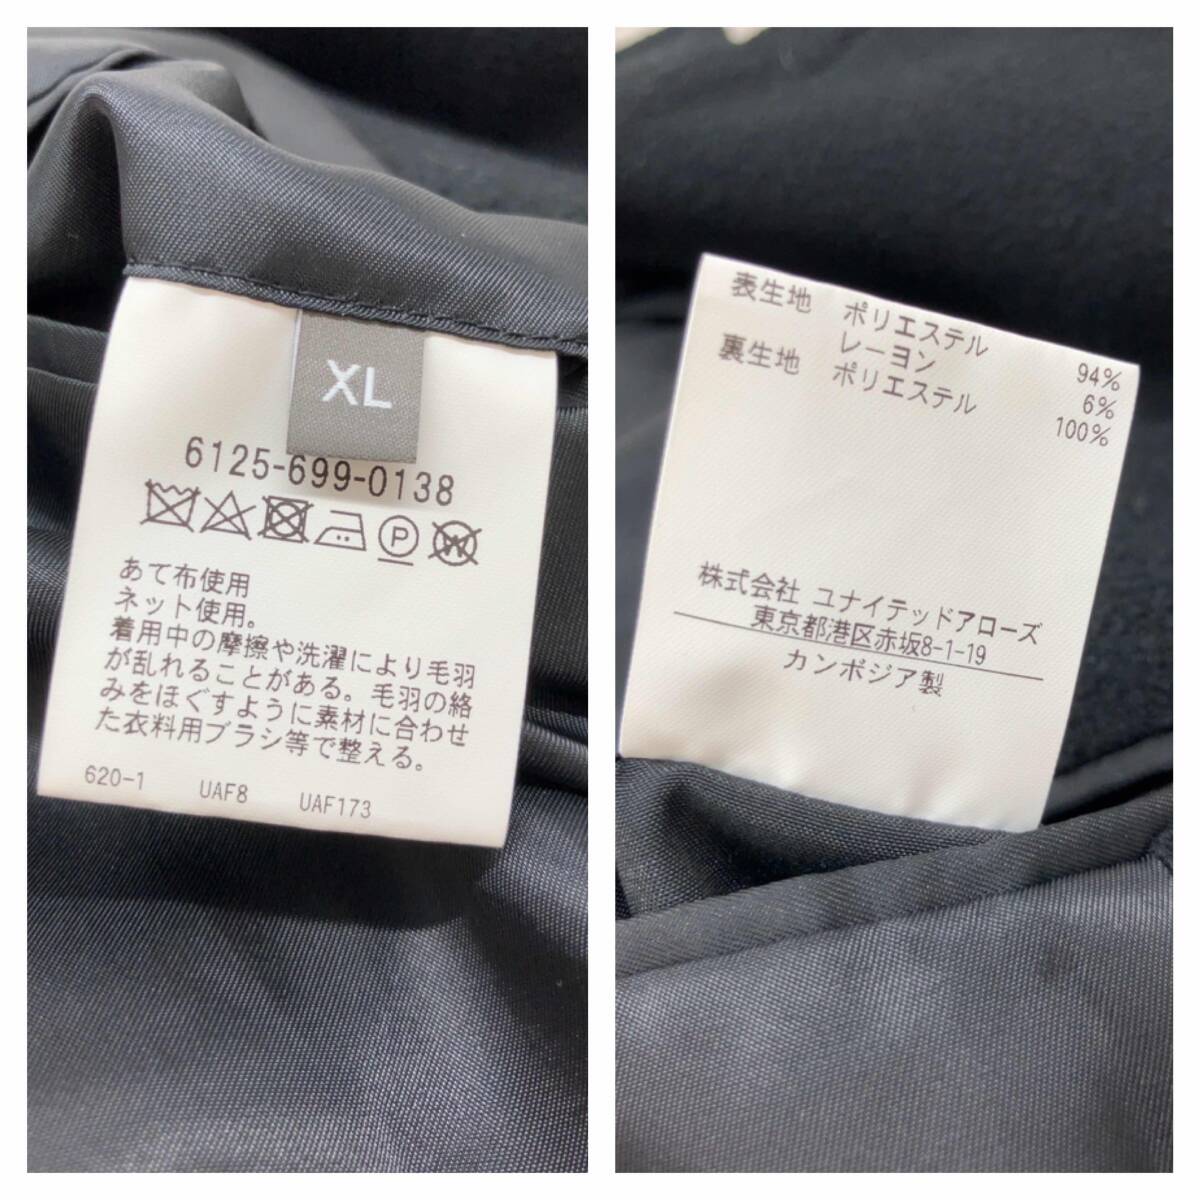 XL
6125-699-0138
P
W
あて布使用
ネット使用。
着用中の摩擦や洗濯により毛羽
が乱れることがある。毛羽の絡
みをほぐすように素材に合わせ
た衣料用ブラシ等で整える。
620-1 UAF8 UAF173
表生地 ポリエステル 94%
レーヨン 6%
裏生地 ポリエステル 100%
株式会社 ユナイテッドアローズ
東京都港区赤坂8-1-19
カンボジア製